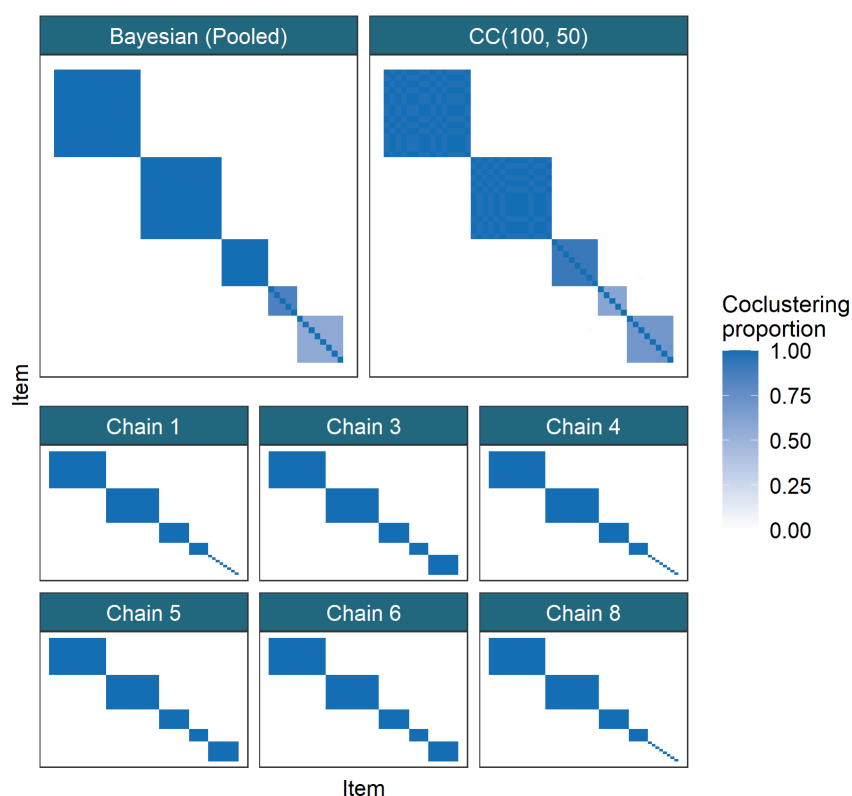 Bayesian (Pooled)
CC(100, 50)
Item
Coclustering
proportion
1.00
0.75
0.50
0.25
0.00
Chain 1
Chain 3
Chain 4
Chain 5
Chain 6
Chain 8
Item